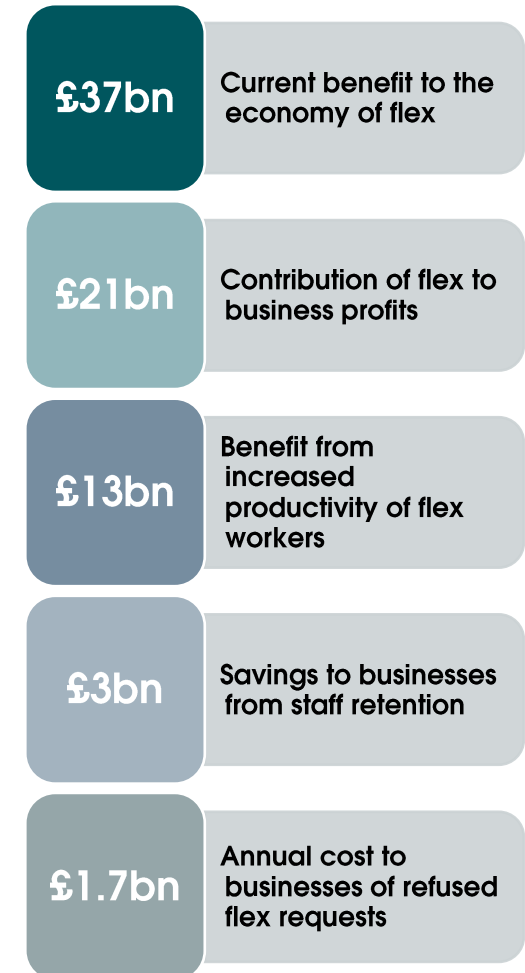 £37bn
Current benefit to the
economy of flex
£21bn
Contribution of flex to
business profits
£13bn
Benefit from
increased
productivity of flex
workers
£3bn
Savings to businesses
from staff retention
£1.7bn
Annual cost to
businesses of refused
flex requests